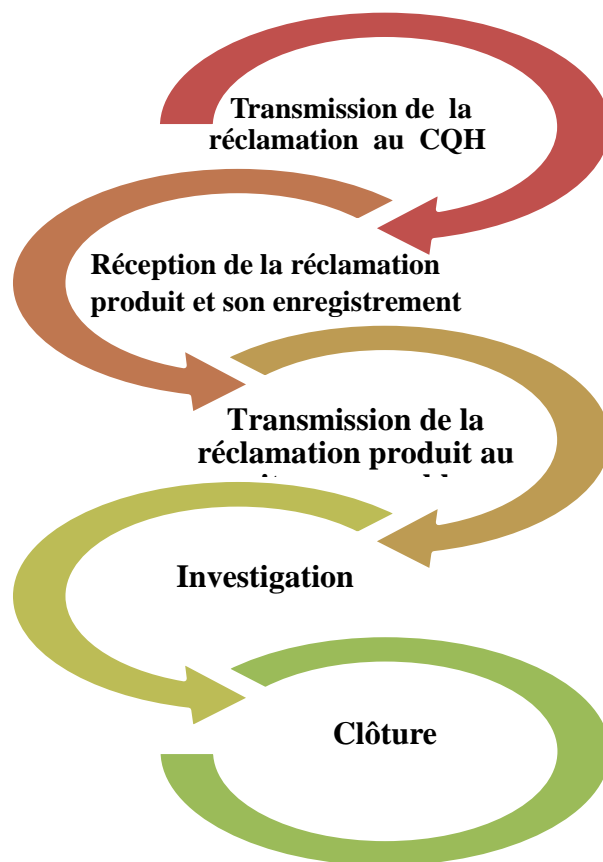 Transmission de la
réclamation au CQH
Réception de la réclamation
produit et son enregistrement
Transmission de la
réclamation produit au
Investigation
Clôture